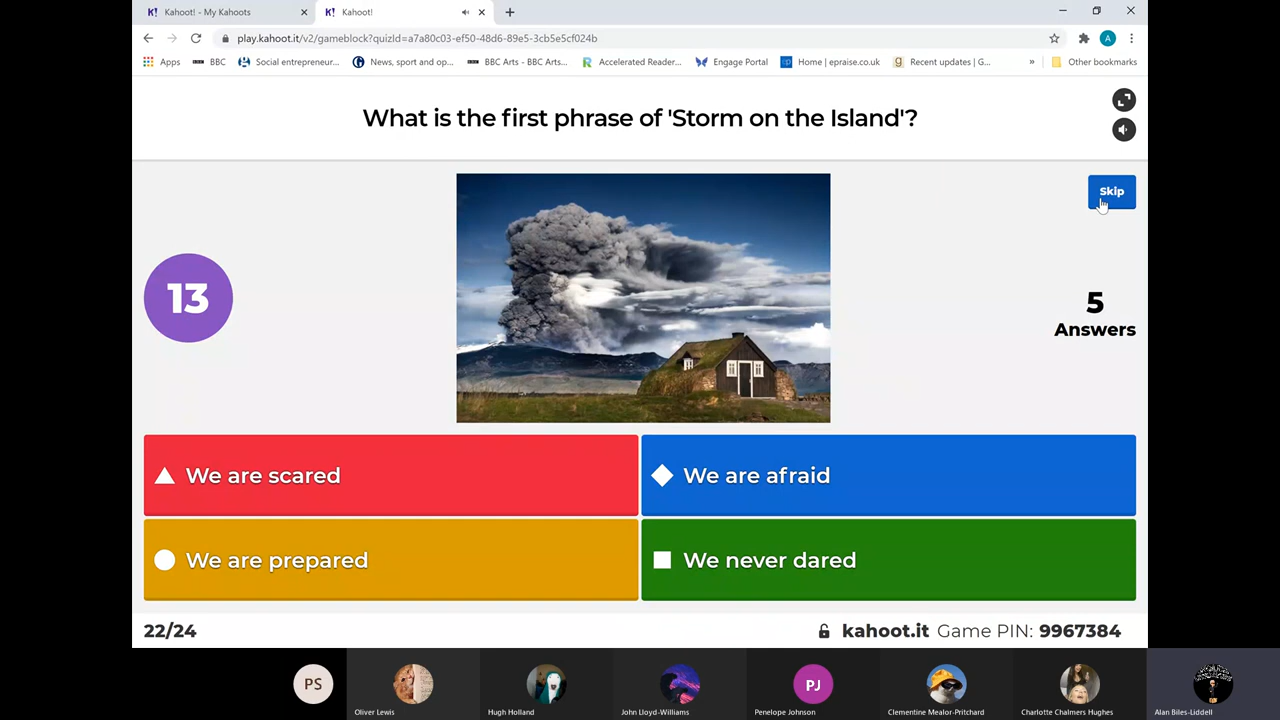 Kahoot! - My Kahoots
Kahoot!
play.kahoot.it/v2/gameblock?quizId=a7a80c03-ef50-48d6-89e5-3cb5e5cf024b
A
Apps
BBC
Social entrepreneur...
News, sport and op...
BBC Arts - BBC Arts...
Accelerated Reader...
Engage Portal
Home | epraise.co.uk
Recent updates | G...
»
Other bookmarks
What is the first phrase of 'Storm on the Island'?
Skip
13
5
Answers
We are scared
We are afraid
We are prepared
We never dared
22/24
kahoot.it Game PIN: 9967384
PS
PJ
Oliver Lewis
Hugh Holland
John Lloyd-Williams
Penelope Johnson
Clementine Mealor-Pritchard
Charlotte Chalmers Hughes
Alan Biles-Liddell